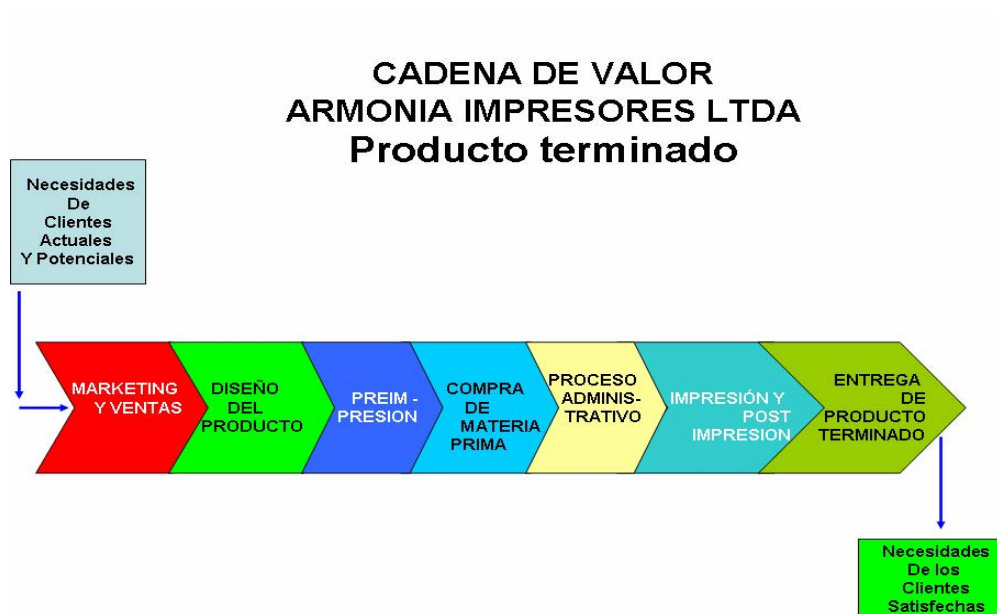 CADENA DE VALOR
ARMONIA IMPRESORES LTDA
Producto terminado
Necesidades
De
Clientes
Actuales
Y Potenciales
MARKETING
Y VENTAS
DISEÑO
DEL
PRODUCTO
PREIM -
PRESION
COMPRA
DE
MATERIA
PRIMA
PROCESO
ADMINIS-
TRATIVO
IMPRESIÓN Y
POST
IMPRESION
ENTREGA
DE
PRODUCTO
TERMINADO
Necesidades
De los
Clientes
Satisfechas